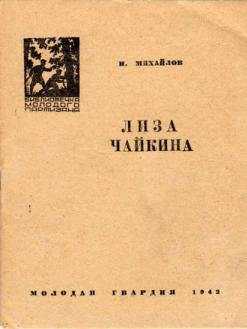 БИБЛИОТЕЧКА
МОЛОДОГО
ПАРТИЗАНА
Н. МИХАЙЛОВ
ЛИЗА
ЧАЙКИНА
МОЛОДАЯ ГВАРДИЯ 1942